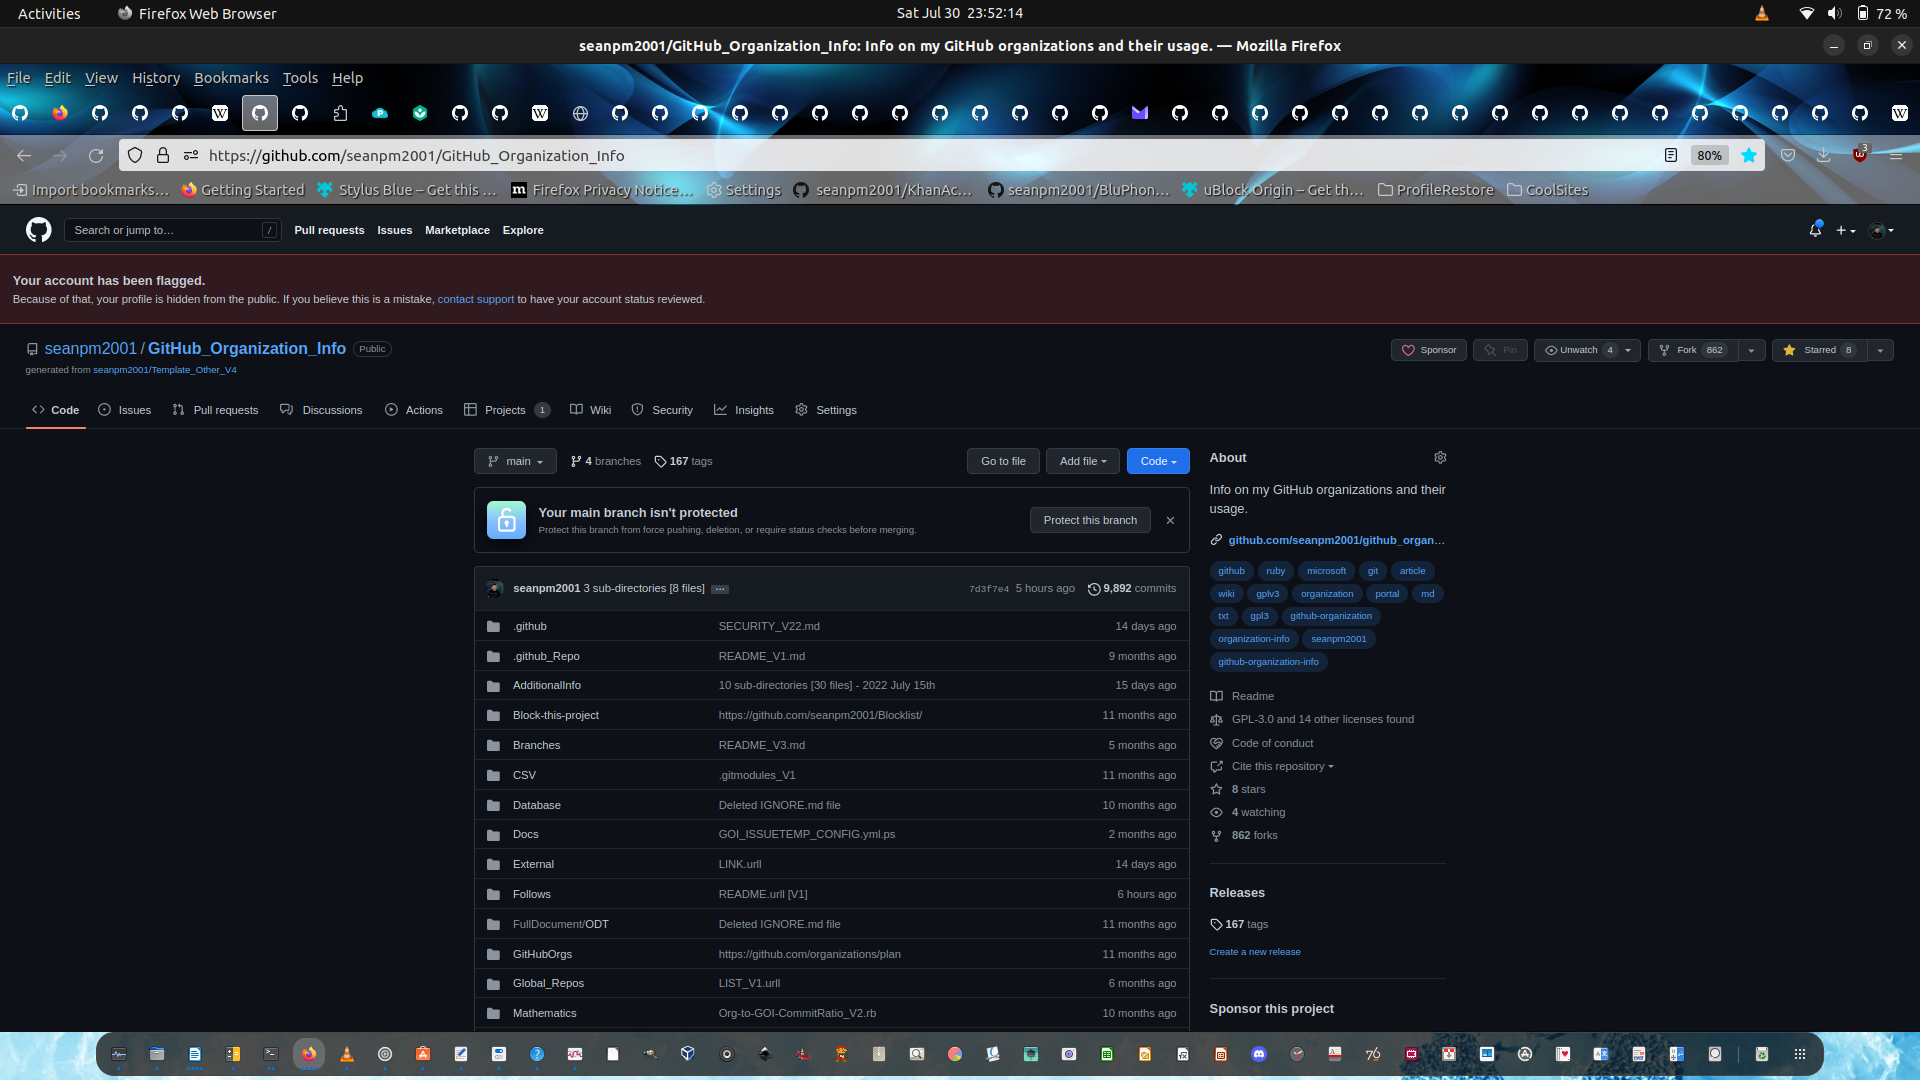 Activities
Firefox Web Browser
Sat Jul 30 23:52:14
72 %
seanpm2001/GitHub_Organization_Info: Info on my GitHub organizations and their usage. — Mozilla Firefox
File Edit View History Bookmarks Tools Help
https://github.com/seanpm2001/GitHub_Organization_Info
80%
3
Import bookmarks…
Getting Started
Stylus Blue – Get this …
Firefox Privacy Notice…
Settings
seanpm2001/KhanAc…
seanpm2001/BluPhon…
uBlock Origin – Get th…
ProfileRestore
CoolSites
Search or jump to…
/
Pull requests
Issues
Marketplace
Explore
Your account has been flagged.
Because of that, your profile is hidden from the public. If you believe this is a mistake, contact support to have your account status reviewed.
seanpm2001 / GitHub_Organization_Info Public
generated from seanpm2001/Template_Other_V4
Sponsor
Pin
Unwatch 4
Fork 862
Starred 8
Code
Issues
Pull requests
Discussions
Actions
Projects 1
Wiki
Security
Insights
Settings
main
4 branches
167 tags
Go to file
Add file
Code
Your main branch isn't protected
Protect this branch from force pushing, deletion, or require status checks before merging.
Protect this branch
seanpm2001 3 sub-directories [8 files] …
7d3f7e4 5 hours ago
9,892 commits
.github SECURITY_V22.md 14 days ago
.github_Repo README_V1.md 9 months ago
AdditionalInfo 10 sub-directories [30 files] - 2022 July 15th 15 days ago
Block-this-project https://github.com/seanpm2001/Blocklist/ 11 months ago
Branches README_V3.md 5 months ago
CSV .gitmodules_V1 11 months ago
Database Deleted IGNORE.md file 10 months ago
Docs GOI_ISSUETEMP_CONFIG.yml.ps 2 months ago
External LINK.urll 14 days ago
Follows README.urll [V1] 6 hours ago
FullDocument/ODT Deleted IGNORE.md file 11 months ago
GitHubOrgs https://github.com/organizations/plan 11 months ago
Global_Repos LIST_V1.urll 6 months ago
Mathematics Org-to-GOI-CommitRatio_V2.rb 10 months ago
About
Info on my GitHub organizations and their
usage.
github.com/seanpm2001/github_organ…
github ruby microsoft git article
wiki gplv3 organization portal md
txt gpl3 github-organization
organization-info seanpm2001
github-organization-info
Readme
GPL-3.0 and 14 other licenses found
Code of conduct
Cite this repository
8 stars
4 watching
862 forks
Releases
167 tags
Create a new release
Sponsor this project